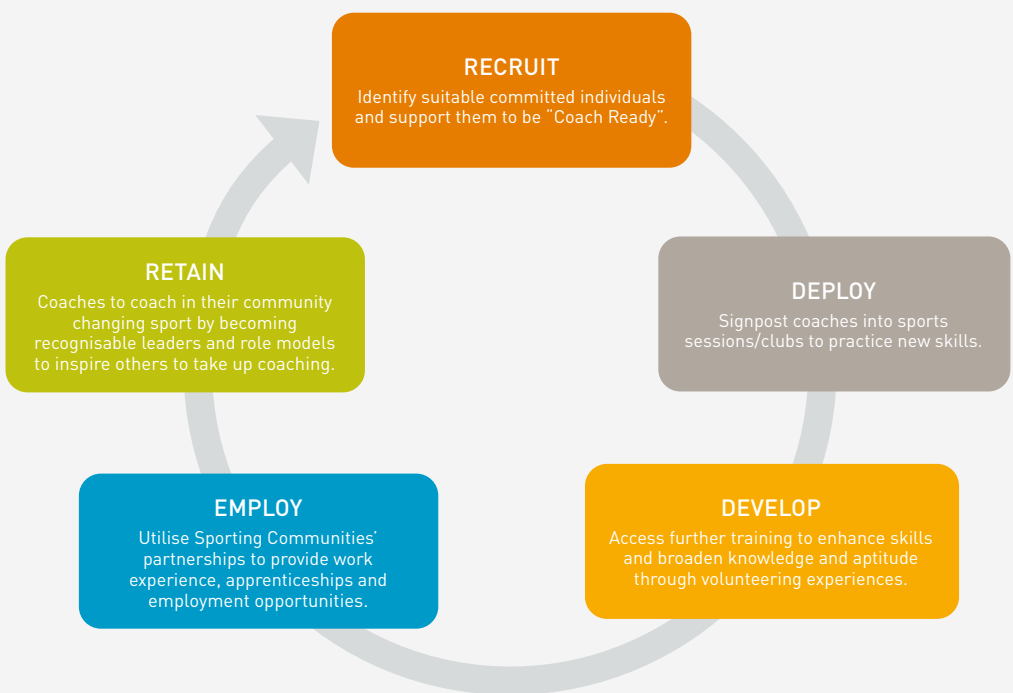 RECRUIT
Identify suitable committed individuals
and support them to be “Coach Ready”.
DEPLOY
Signpost coaches into sports
sessions/clubs to practice new skills.
DEVELOP
Access further training to enhance skills
and broaden knowledge and aptitude
through volunteering experiences.
EMPLOY
Utilise Sporting Communities’
partnerships to provide work
experience, apprenticeships and
employment opportunities.
RETAIN
Coaches to coach in their community
changing sport by becoming
recognisable leaders and role models
to inspire others to take up coaching.